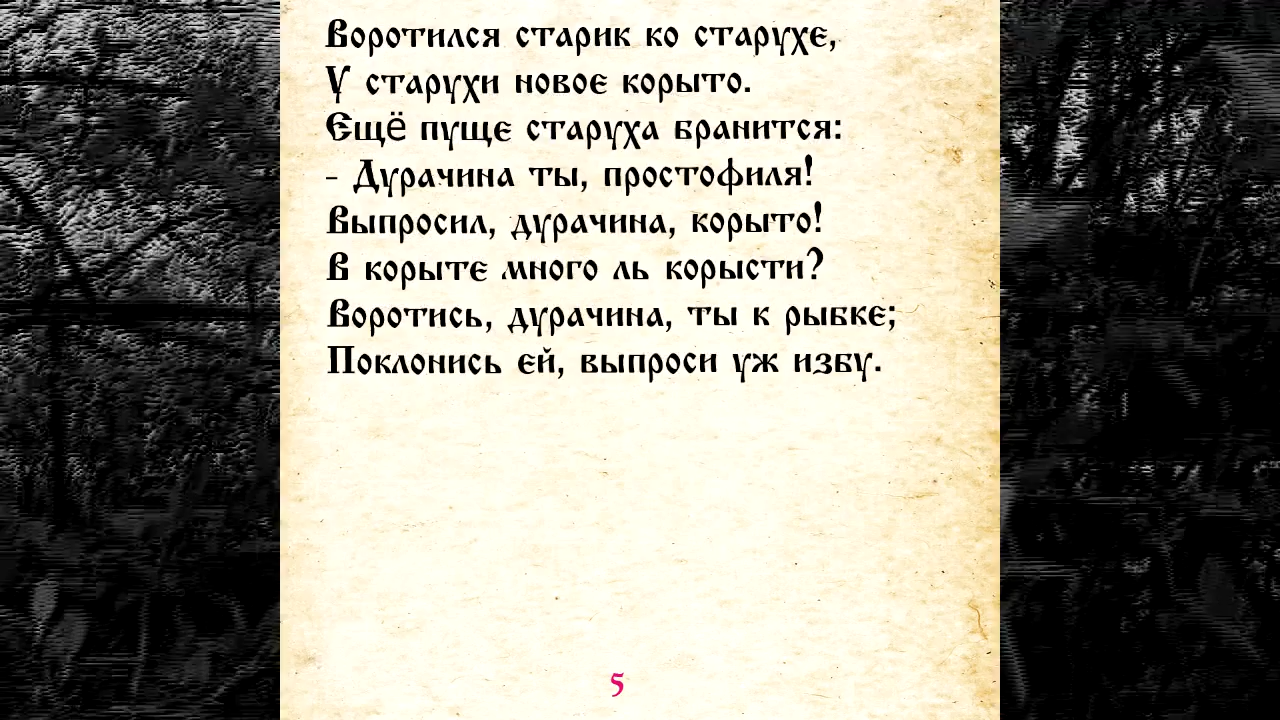 Воротился старик ко старухе,
У старухи новое корыто.
Ещё пуще старуха бранится:
- Дурачина ты, простофиля!
Выпросил, дурачина, корыто!
В корыте много ль корысти?
Воротись, дурачина, ты к рыбке;
Поклонись ей, выпроси уж избу.
5